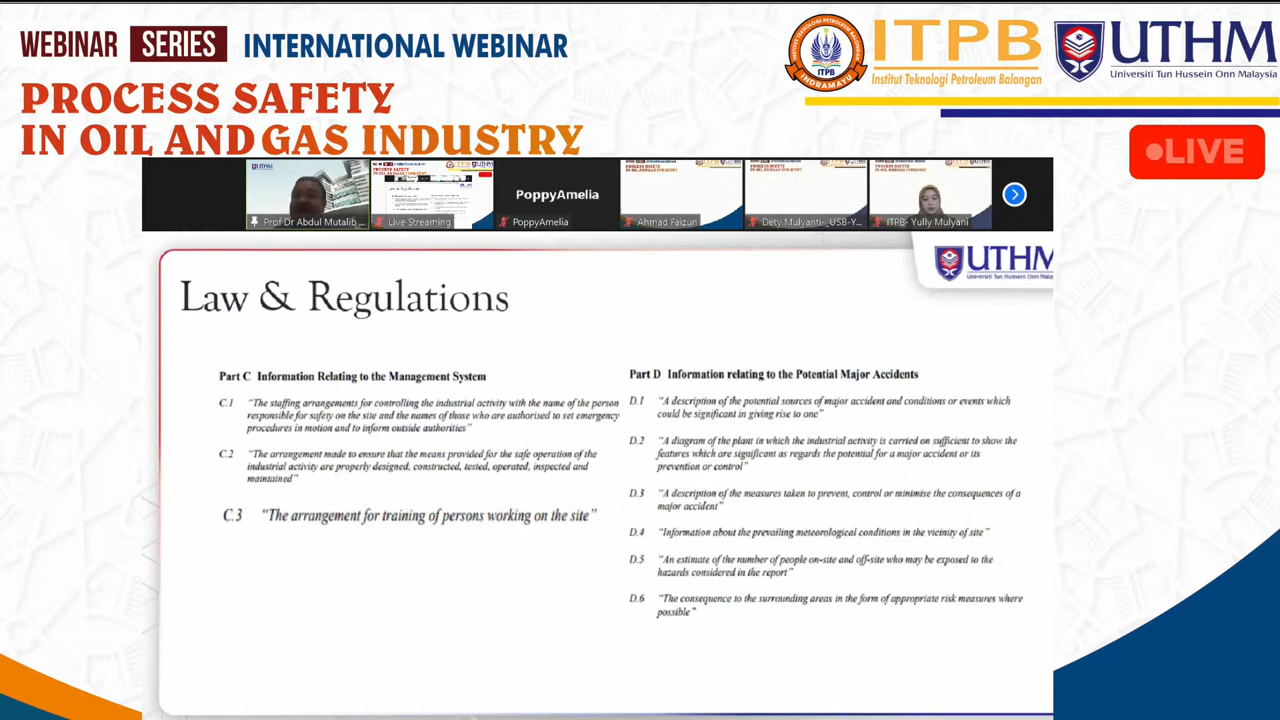 WEBINAR SERIES INTERNATIONAL WEBINAR
PROCESS SAFETY
IN OIL AND GAS INDUSTRY
INSTITUT TEKNOLOGI PETROLEUM BALONGAN
ITPB
INDRAMAYU
ITPB
Institut Teknologi Petroleum Balongan
UTHM
Universiti Tun Hussein Onn Malaysia
LIVE
UTHM
Prof Dr Abdul Mutalib ...
Live Streaming
PoppyAmelia
PoppyAmelia
Ahmad Faizun
Dety Mulyanti-_USB-Y...
ITPB- Yully Mulyani
UTHM
Universiti Tun Hussein Onn Malaysia
Law & Regulations
Part C Information Relating to the Management System
C.1 "The staffing arrangements for controlling the industrial activity with the name of the person
responsible for safety on the site and the names of those who are authorised to set emergency
procedures in motion and to inform outside authorities"
C.2 "The arrangement made to ensure that the means provided for the safe operation of the
industrial activity are properly designed, constructed, tested, operated, inspected and
maintained"
C.3 "The arrangement for training of persons working on the site"
Part D Information relating to the Potential Major Accidents
D.1 "A description of the potential sources of major accident and conditions or events which
could be significant in giving rise to one"
D.2 "A diagram of the plant in which the industrial activity is carried on sufficient to show the
features which are significant as regards the potential for a major accident or its
prevention or control"
D.3 "A description of the measures taken to prevent, control or minimise the consequences of a
major accident"
D.4 "Information about the prevailing meteorological conditions in the vicinity of site"
D.5 "An estimate of the number of people on-site and off-site who may be exposed to the
hazards considered in the report"
D.6 "The consequence to the surrounding areas in the form of appropriate risk measures where
possible"